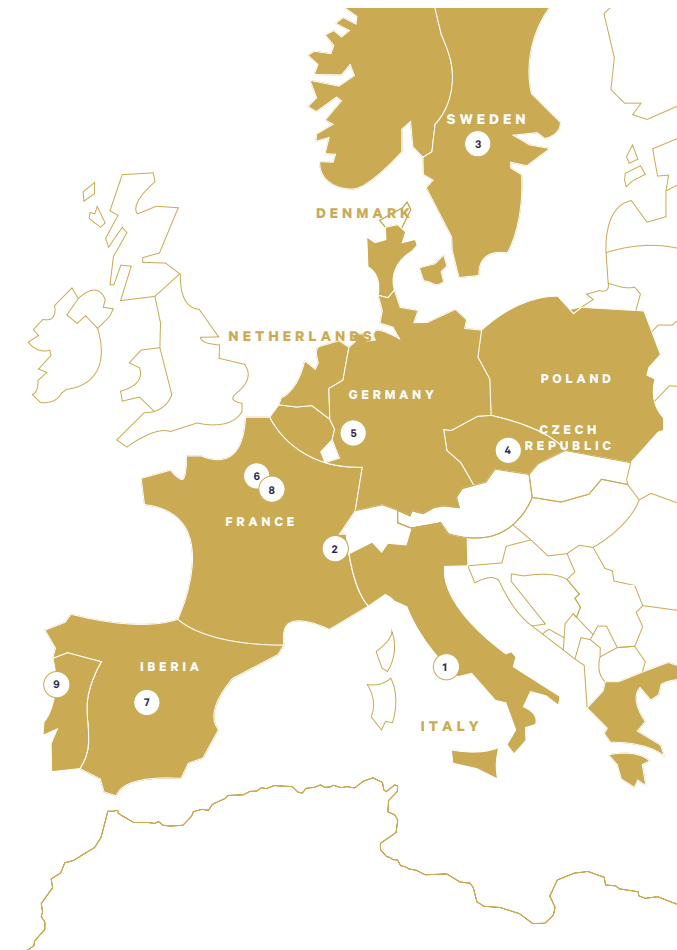 SWEDEN
3
DENMARK
NETHERLANDS
POLAND
GERMANY
CZECH
REPUBLIC
5
4
6
8
FRANCE
2
IBERIA
1
9
7
ITALY